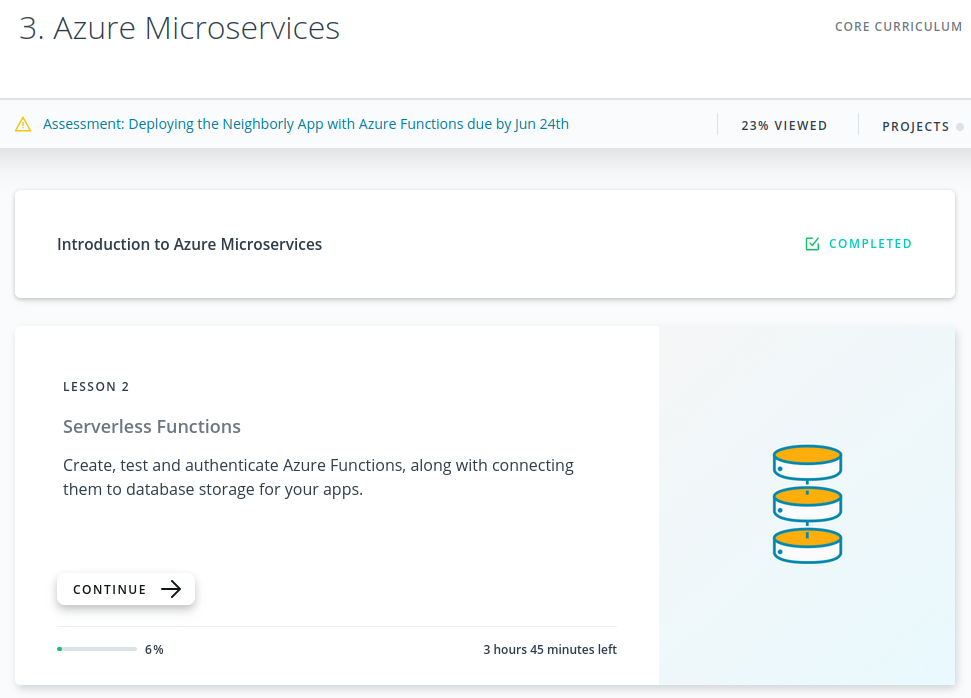 3. Azure Microservices
CORE CURRICULUM
Assessment: Deploying the Neighborly App with Azure Functions due by Jun 24th
23% VIEWED
PROJECTS
Introduction to Azure Microservices
COMPLETED
LESSON 2
Serverless Functions
Create, test and authenticate Azure Functions, along with connecting
them to database storage for your apps.
CONTINUE
6%
3 hours 45 minutes left